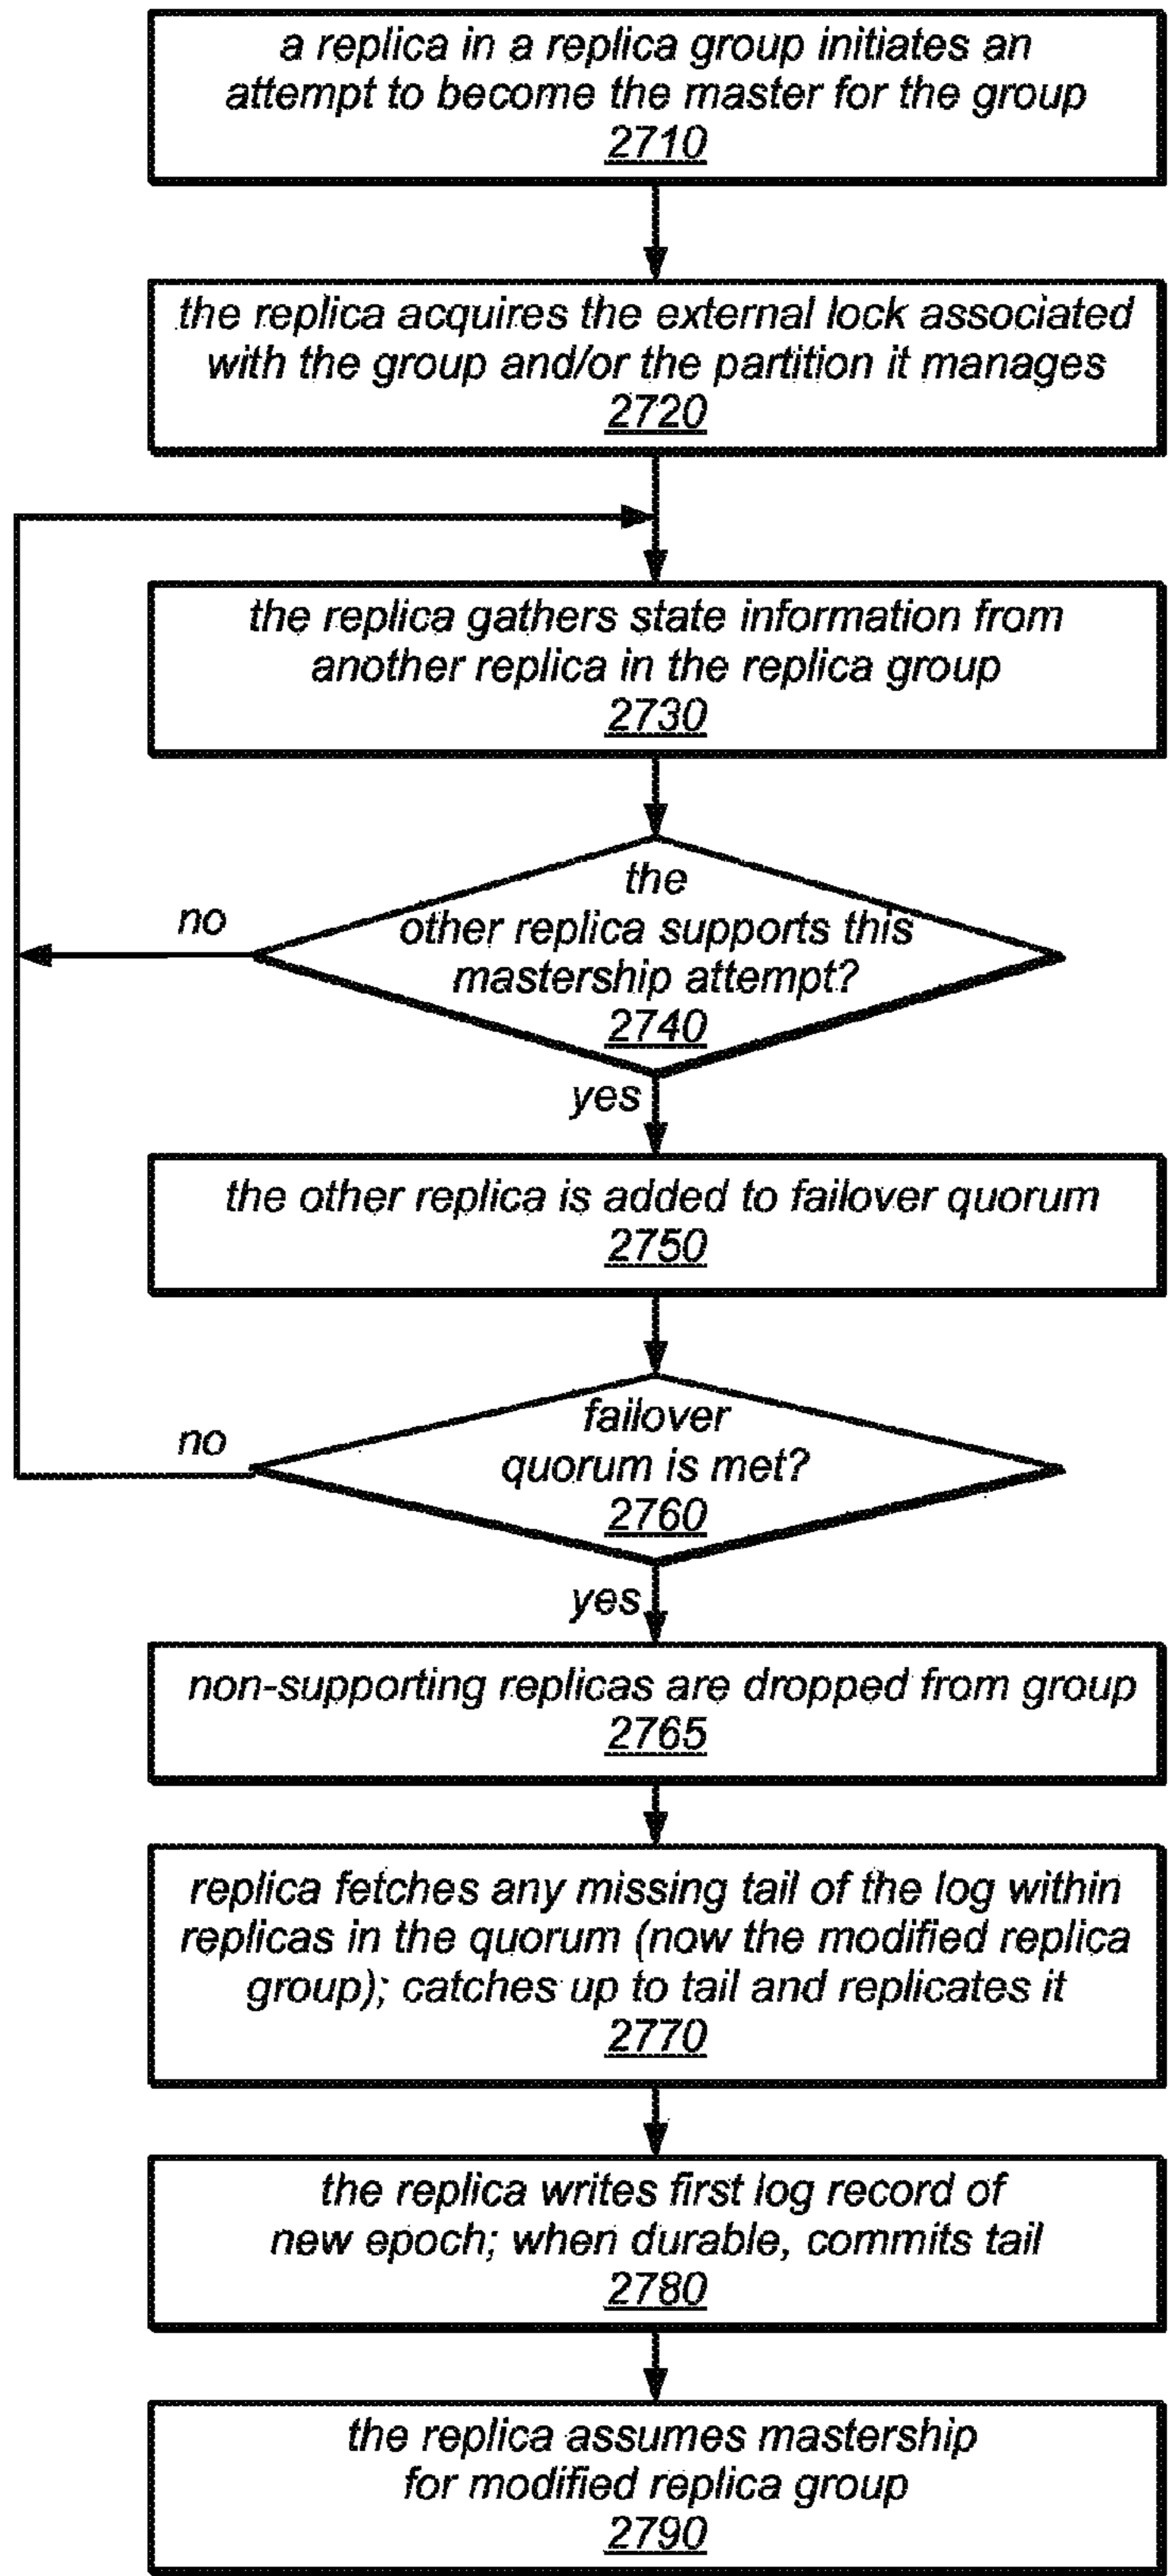 a replica in a replica group initiates an
attempt to become the master for the group
2710
the replica acquires the external lock associated
with the group and/or the partition it manages
2720
the replica gathers state information from
another replica in the replica group
2730
the
other replica supports this
mastership attempt?
2740
no
yes
the other replica is added to failover quorum
2750
failover
quorum is met?
2760
no
yes
non-supporting replicas are dropped from group
2765
replica fetches any missing tail of the log within
replicas in the quorum (now the modified replica
group); catches up to tail and replicates it
2770
the replica writes first log record of
new epoch; when durable, commits tail
2780
the replica assumes mastership
for modified replica group
2790